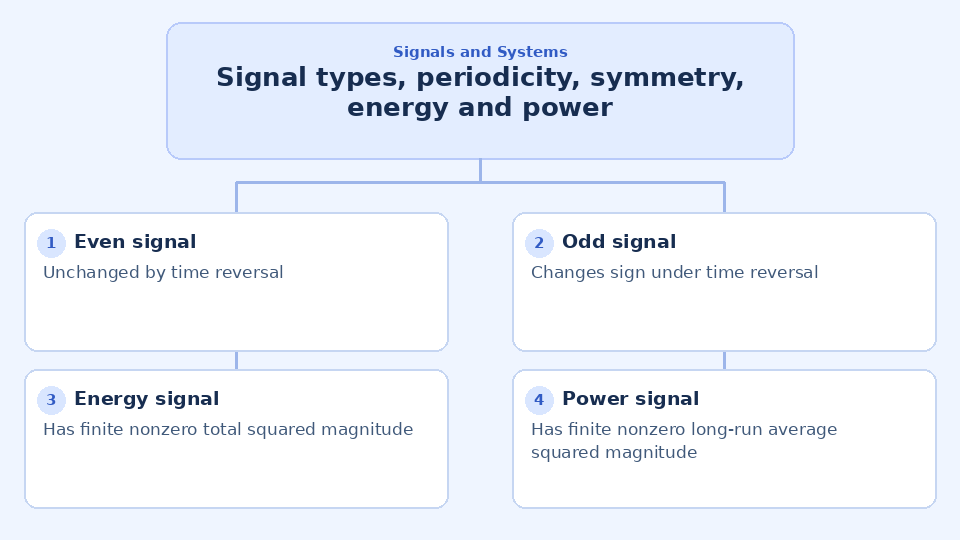 Signals and Systems
Signal types, periodicity, symmetry,
energy and power
1 Even signal
Unchanged by time reversal
2 Odd signal
Changes sign under time reversal
3 Energy signal
Has finite nonzero total squared magnitude
4 Power signal
Has finite nonzero long-run average
squared magnitude